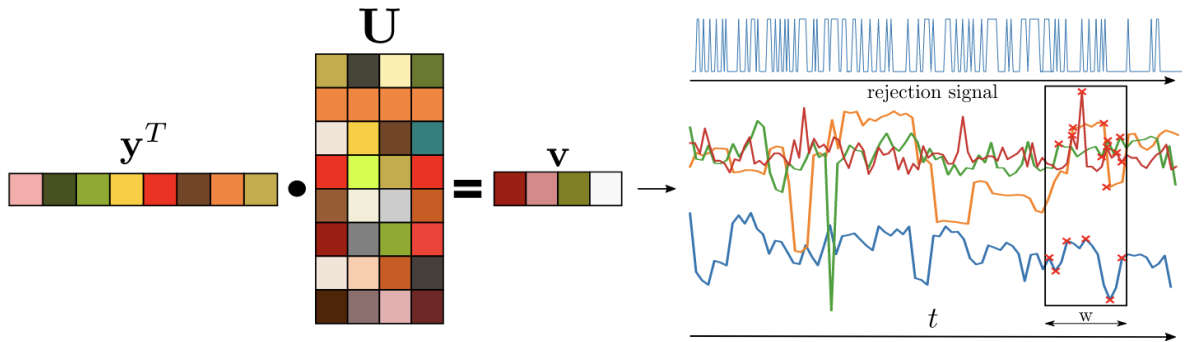 U
y^T
v
• =
rejection signal
t
w